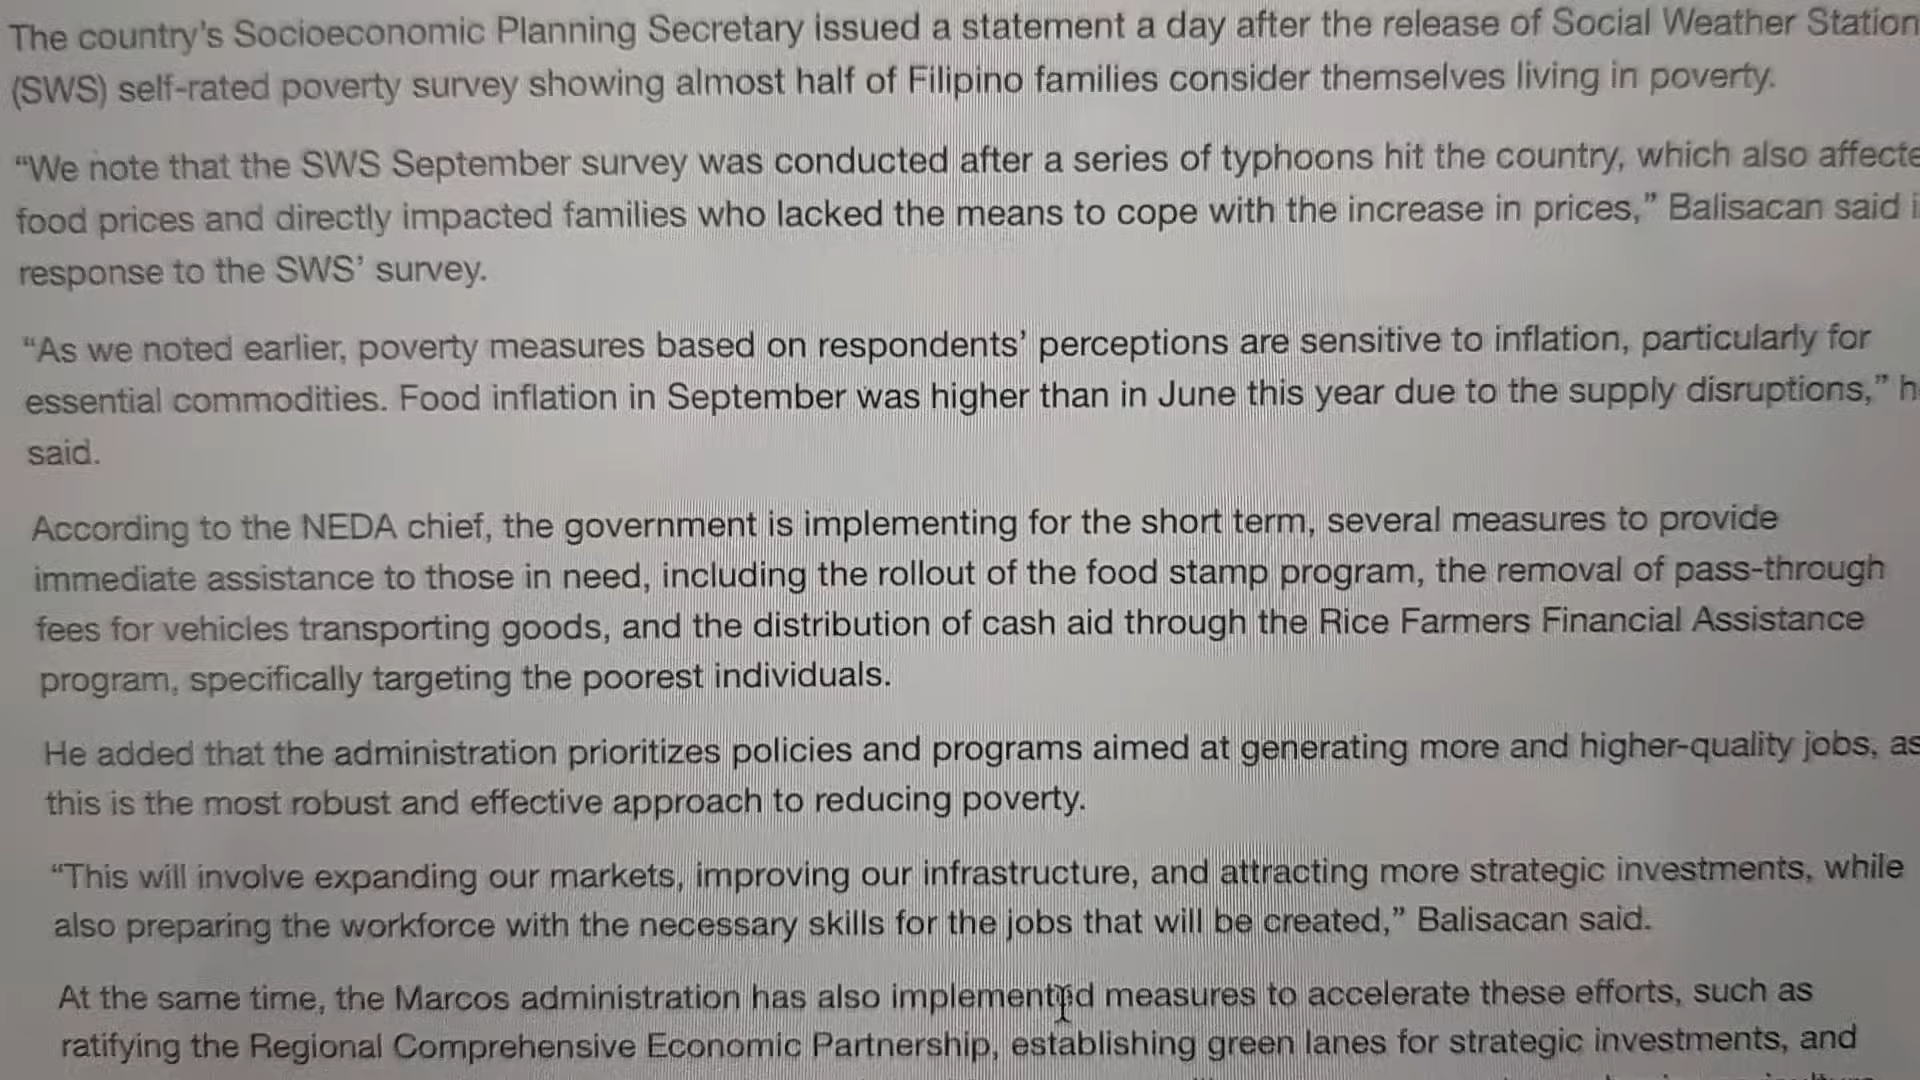 The country's Socioeconomic Planning Secretary issued a statement a day after the release of Social Weather Station
(SWS) self-rated poverty survey showing almost half of Filipino families consider themselves living in poverty.
“We note that the SWS September survey was conducted after a series of typhoons hit the country, which also affecte
food prices and directly impacted families who lacked the means to cope with the increase in prices,” Balisacan said i
response to the SWS’ survey.
“As we noted earlier, poverty measures based on respondents’ perceptions are sensitive to inflation, particularly for
essential commodities. Food inflation in September was higher than in June this year due to the supply disruptions,” h
said.
According to the NEDA chief, the government is implementing for the short term, several measures to provide
immediate assistance to those in need, including the rollout of the food stamp program, the removal of pass-through
fees for vehicles transporting goods, and the distribution of cash aid through the Rice Farmers Financial Assistance
program, specifically targeting the poorest individuals.
He added that the administration prioritizes policies and programs aimed at generating more and higher-quality jobs, as
this is the most robust and effective approach to reducing poverty.
“This will involve expanding our markets, improving our infrastructure, and attracting more strategic investments, while
also preparing the workforce with the necessary skills for the jobs that will be created,” Balisacan said.
At the same time, the Marcos administration has also implemented measures to accelerate these efforts, such as
ratifying the Regional Comprehensive Economic Partnership, establishing green lanes for strategic investments, and